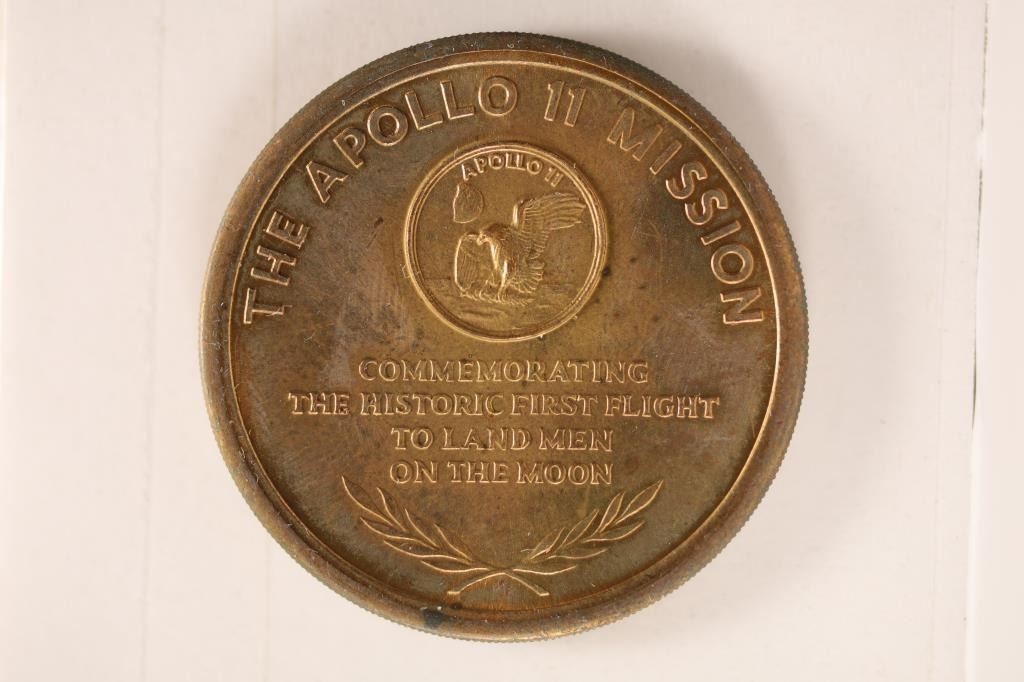 THE APOLLO 11 MISSION
APOLLO 11
COMMEMORATING
THE HISTORIC FIRST FLIGHT
TO LAND MEN
ON THE MOON